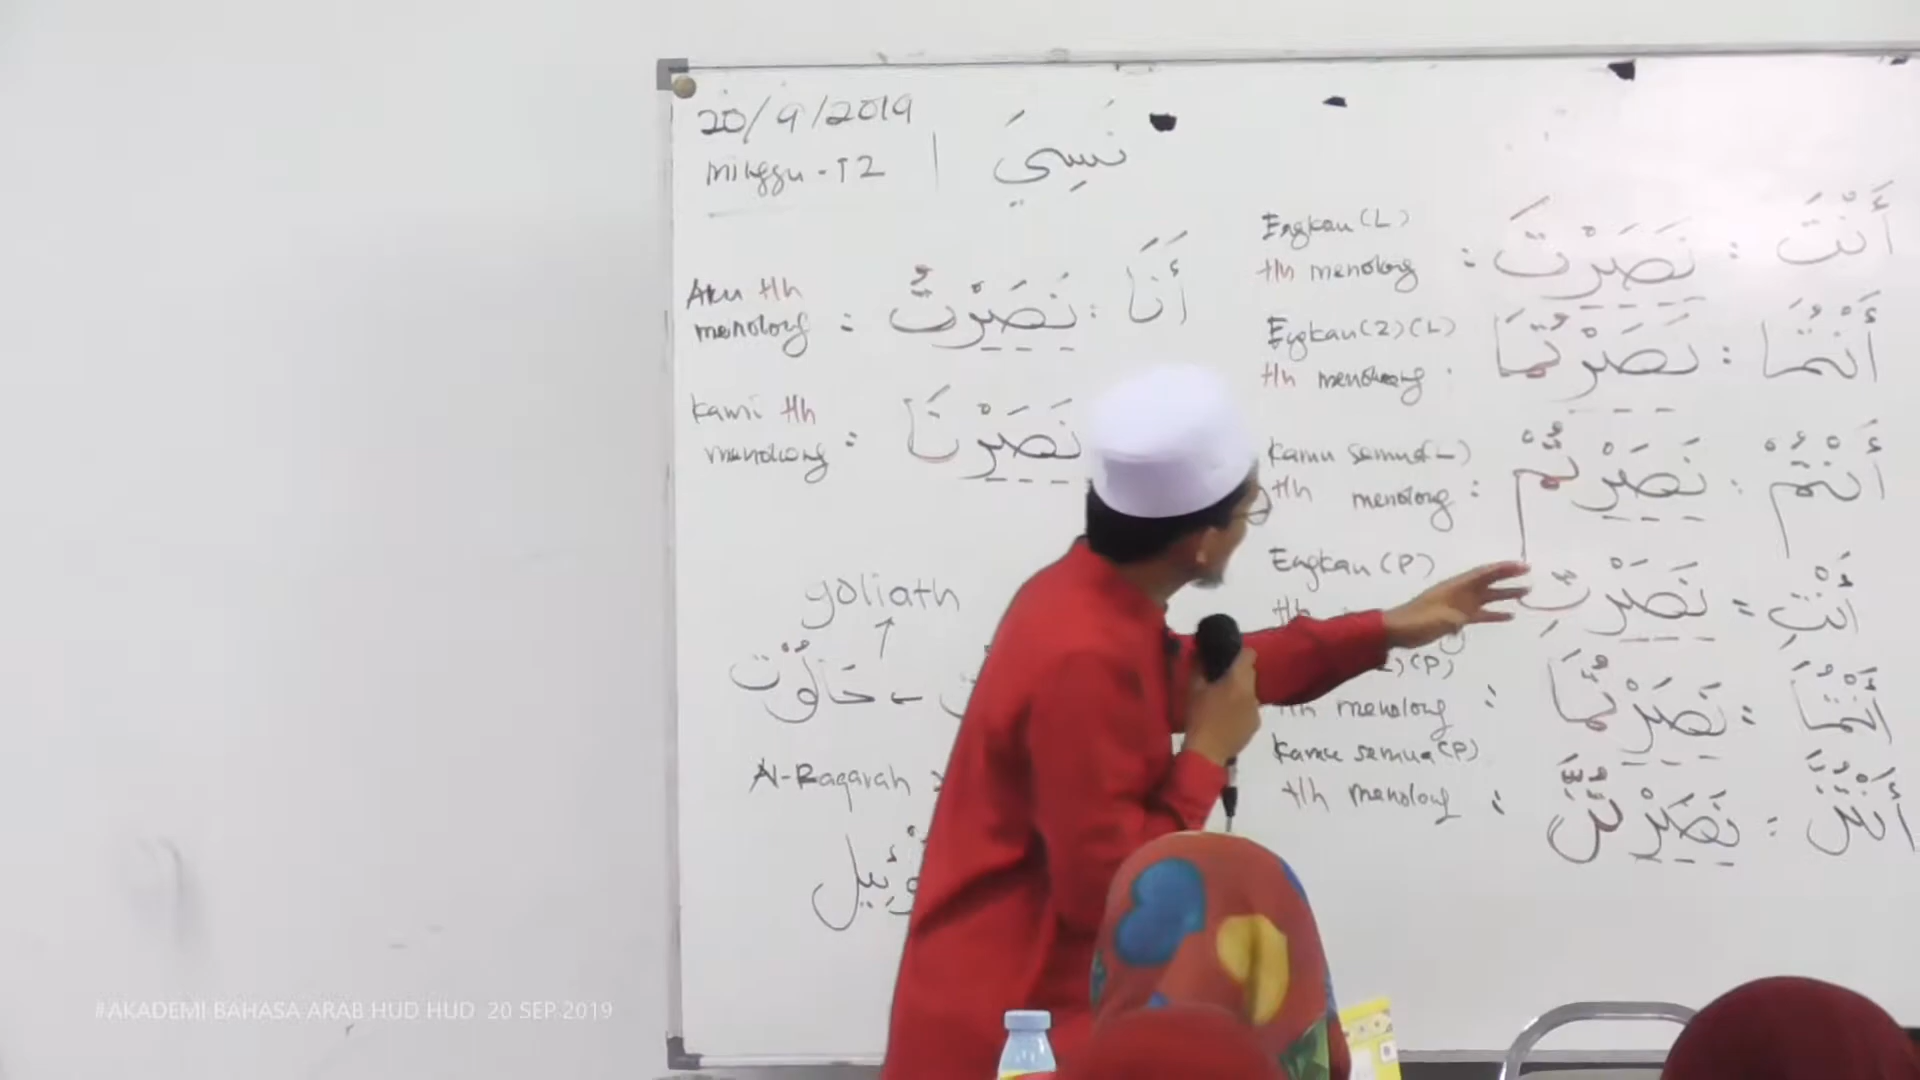 20/9/2019
minggu - 12 | نَسِيَ
Aku tlh
menolong : نَصَرْتُ : أَنَا
kami tlh
menolong : نَصَرْنَا
goliath
جَالُوْت ←
Al-Baqarah
Engkau (L)
tlh menolong : نَصَرْتَ : أَنْتَ
Engkau (2) (L)
tlh menolong : نَصَرْتُمَا : أَنْتُمَا
kamu semua (L)
tlh menolong : نَصَرْتُمْ : أَنْتُمْ
Engkau (P)
tlh نَصَرْتِ = أَنْتِ
(P)
tlh menolong : نَصَرْتُمَا : أَنْتُمَا
kamu semua (P)
tlh menolong : نَصَرْتُنَّ : أَنْتُنَّ
#AKADEMI BAHASA ARAB HUD HUD 20 SEP 2019